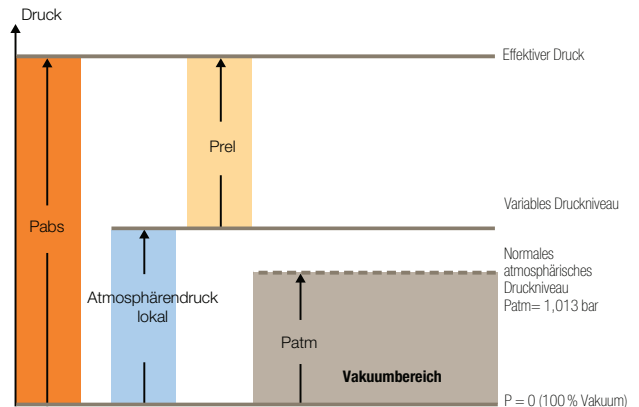 Druck
Effektiver Druck
Prel
Variables Druckniveau
Pabs
Normales
atmosphärisches
Druckniveau
Patm= 1,013 bar
Atmosphärendruck
lokal
Patm
Vakuumbereich
P = 0 (100 % Vakuum)